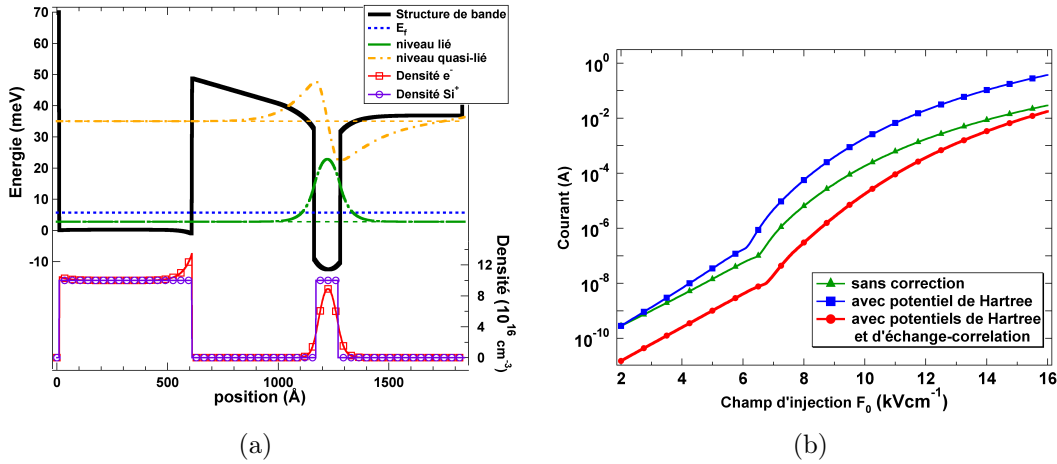 70
60
50
40
30
20
10
0
-10
Energie (meV)
Structure de bande
E_f
niveau lié
niveau quasi-lié
Densité e⁻
Densité Si⁺
12
8
4
0
Densité (10¹⁶ cm⁻³)
0
500
1000
1500
position (Å)
(a)
10⁰
10⁻²
10⁻⁴
10⁻⁶
10⁻⁸
10⁻¹⁰
Courant (A)
sans correction
avec potentiel de Hartree
avec potentiels de Hartree
et d'échange-correlation
2
4
6
8
10
12
14
16
Champ d'injection F₀ (kVcm⁻¹)
(b)